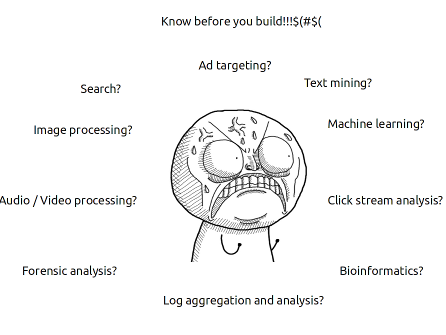 Know before you build!!!$(#$(
Ad targeting?
Text mining?
Search?
Machine learning?
Image processing?
Audio / Video processing?
Click stream analysis?
Forensic analysis?
Bioinformatics?
Log aggregation and analysis?